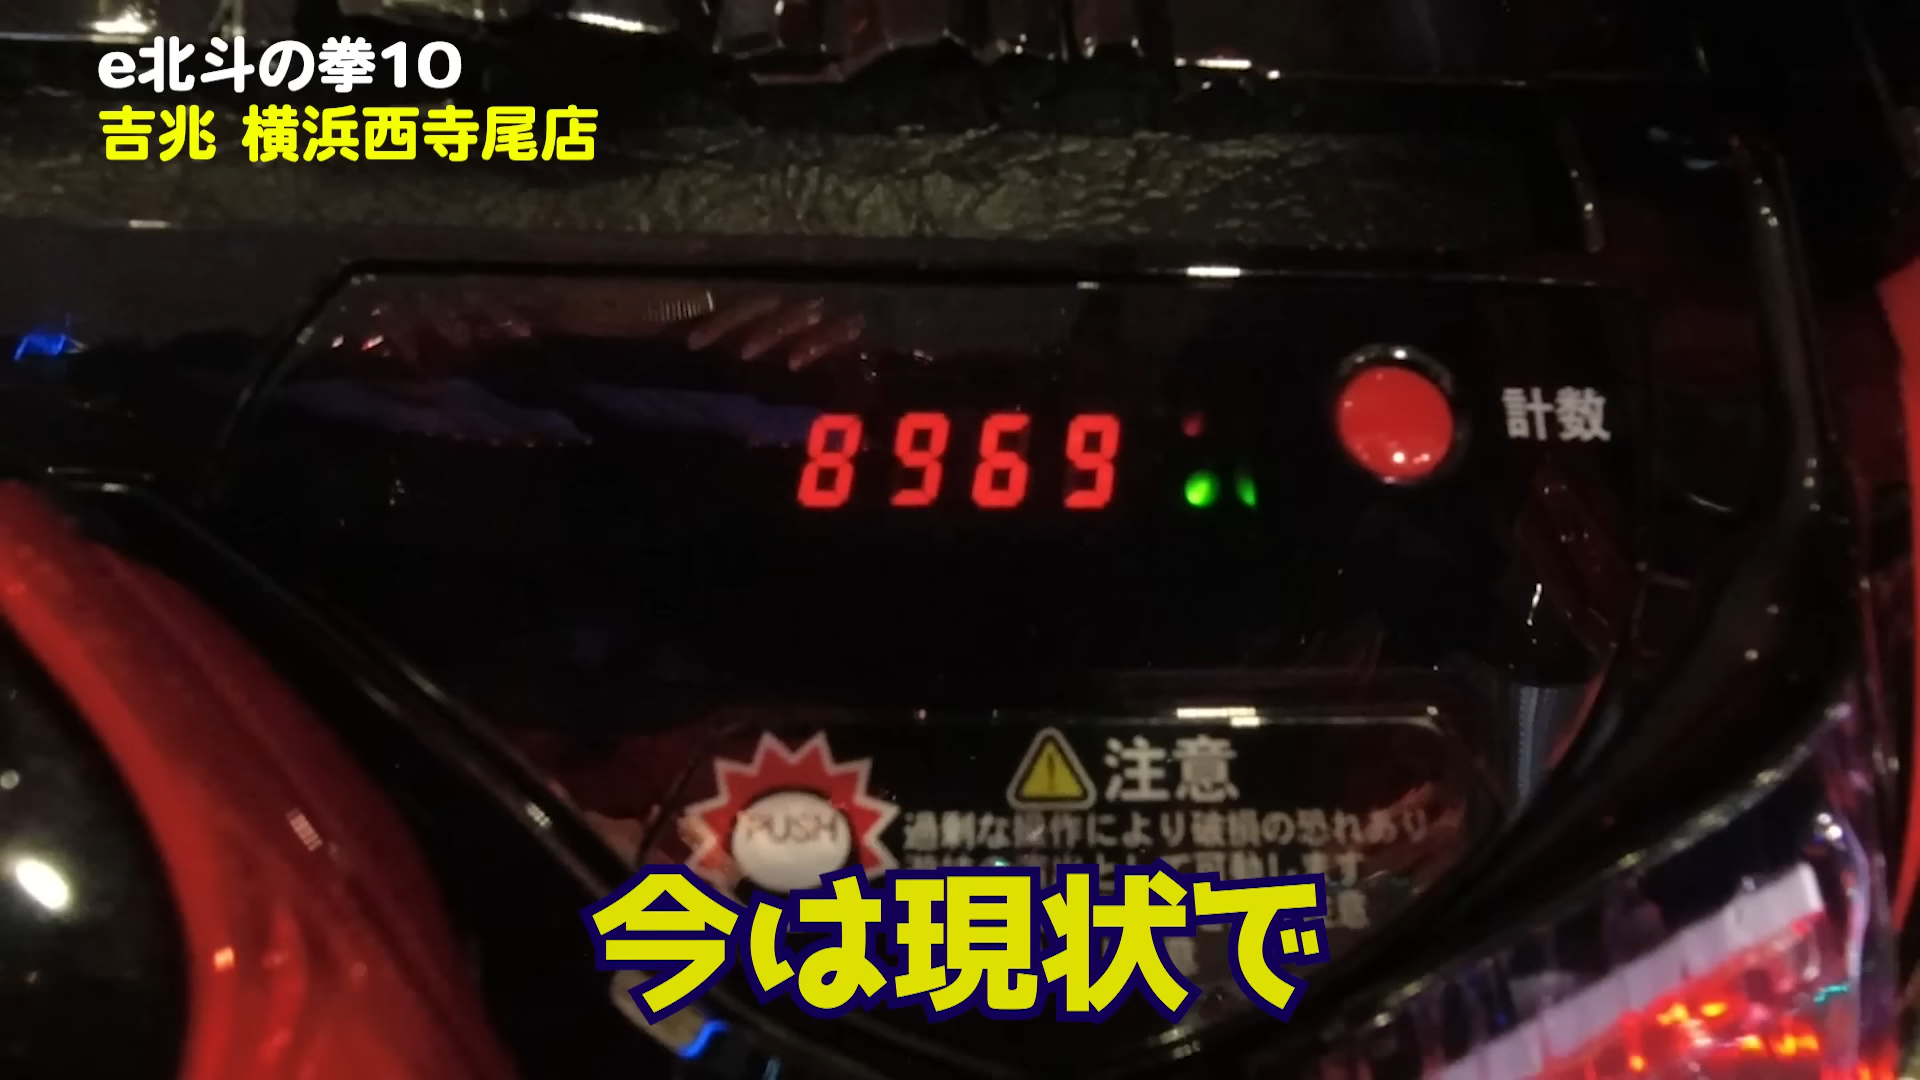 e北斗の拳10
吉兆 横浜西寺尾店
8969
計数
注意
PUSH
過剰な操作により破損の恐れあり
今は現状で